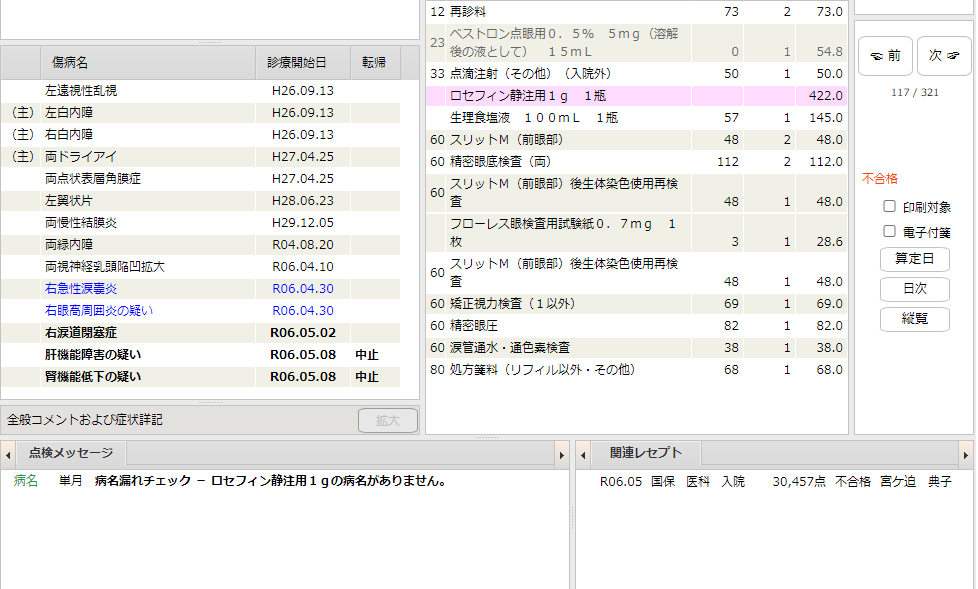 傷病名 診療開始日 転帰
左遠視性乱視 H26.09.13
（主） 左白内障 H26.09.13
（主） 右白内障 H26.09.13
（主） 両ドライアイ H27.04.25
両点状表層角膜症 H27.04.25
左翼状片 H28.06.23
両慢性結膜炎 H29.12.05
両緑内障 R04.08.20
両視神経乳頭陥凹拡大 R06.04.10
右急性涙嚢炎 R06.04.30
右眼窩周囲炎の疑い R06.04.30
右涙道閉塞症 R06.05.02
肝機能障害の疑い R06.05.08 中止
腎機能低下の疑い R06.05.08 中止
全般コメントおよび症状詳記 拡大
12 再診料 73 2 73.0
23 ベストロン点眼用０．５％　５ｍｇ（溶解
後の液として）　１５ｍＬ 0 1 54.8
33 点滴注射（その他）（入院外） 50 1 50.0
ロセフィン静注用１ｇ　１瓶 422.0
生理食塩液　１００ｍＬ　１瓶 57 1 145.0
60 スリットＭ（前眼部） 48 2 48.0
60 精密眼底検査（両） 112 2 112.0
60 スリットＭ（前眼部）後生体染色使用再検
査 48 1 48.0
フローレス眼検査用試験紙０．７ｍｇ　１
枚 3 1 28.6
60 スリットＭ（前眼部）後生体染色使用再検
査 48 1 48.0
60 矯正視力検査（１以外） 69 1 69.0
60 精密眼圧 82 1 82.0
60 涙管通水・通色素検査 38 1 38.0
80 処方箋料（リフィル以外・その他） 68 1 68.0
前 次
117 / 321
不合格
印刷対象
電子付箋
算定日
日次
縦覧
点検メッセージ
病名 単月 病名漏れチェック － ロセフィン静注用１ｇの病名がありません。
関連レセプト
R06.05 国保 医科 入院 30,457点 不合格 宮ケ迫 典子